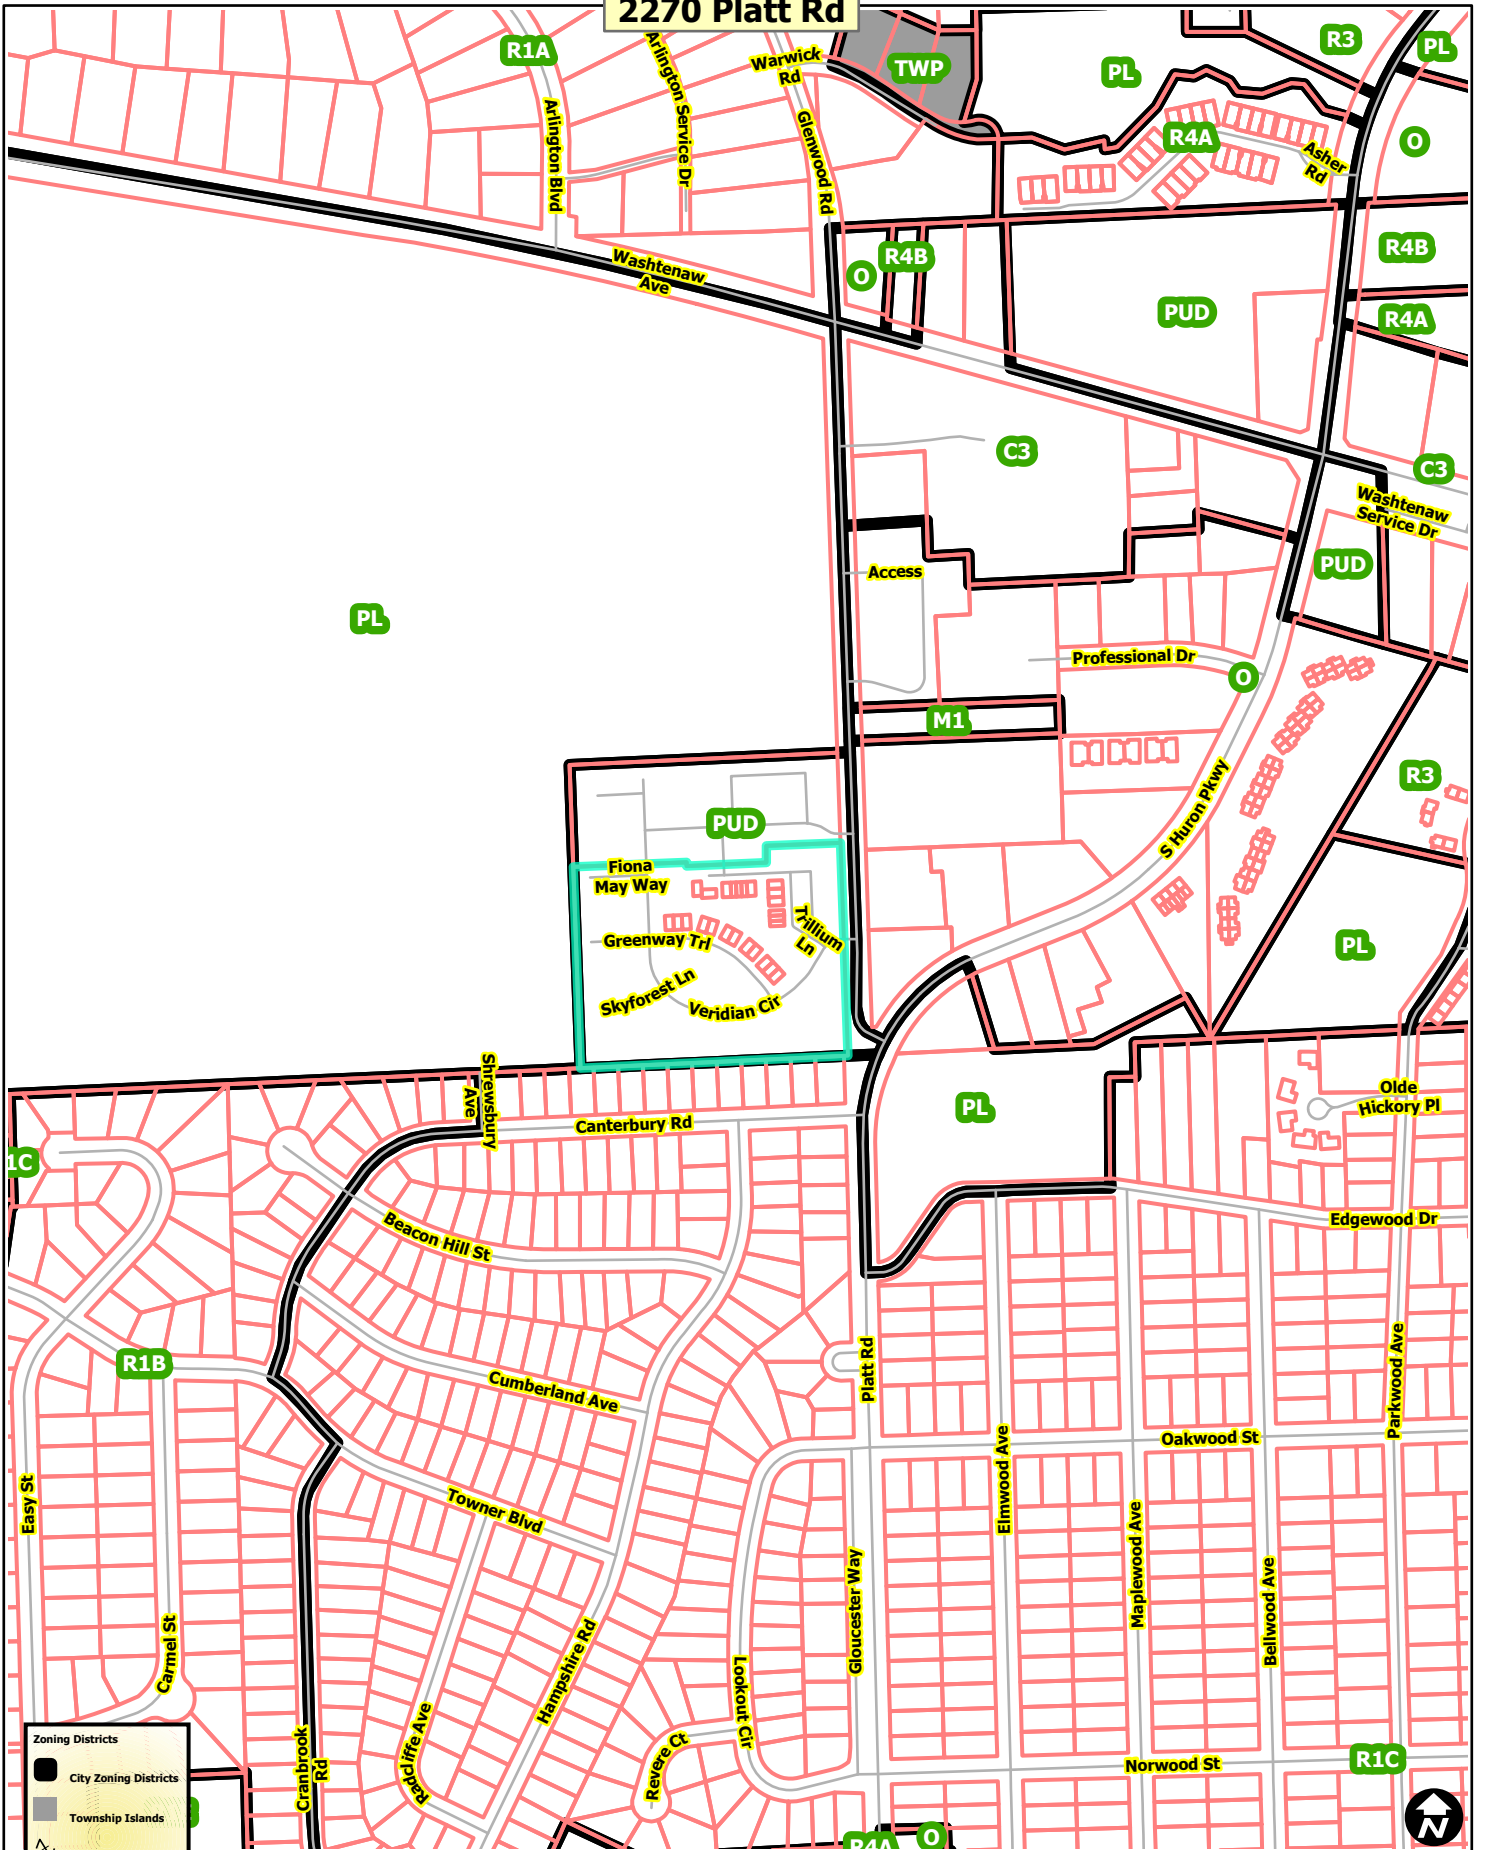 2270 Platt Rd
R1A
Arlington Service Dr
Warwick
Rd
TWP
PL
R3
PL
Arlington Blvd
Glenwood Rd
R4A
Asher
Rd
O
Washtenaw
Ave
O
R4B
PUD
R4B
R4A
C3
C3
Washtenaw
Service Dr
PUD
Access
PL
Professional Dr
O
M1
R3
S Huron Pkwy
PUD
Fiona
May Way
Trillium
Ln
Greenway Trl
Skyforest Ln
Veridian Cir
PL
Shrewsbury
Ave
Canterbury Rd
PL
Olde
Hickory Pl
1C
Beacon Hill St
Edgewood Dr
R1B
Cumberland Ave
Platt Rd
Parkwood Ave
Oakwood St
Easy St
Towner Blvd
Elmwood Ave
Maplewood Ave
Bellwood Ave
Gloucester Way
Carmel St
Hampshire Rd
Lookout Cir
Radcliffe Ave
Revere Ct
Cranbrook
Rd
Norwood St
R1C
Zoning Districts
City Zoning Districts
Township Islands
R4A
O
N